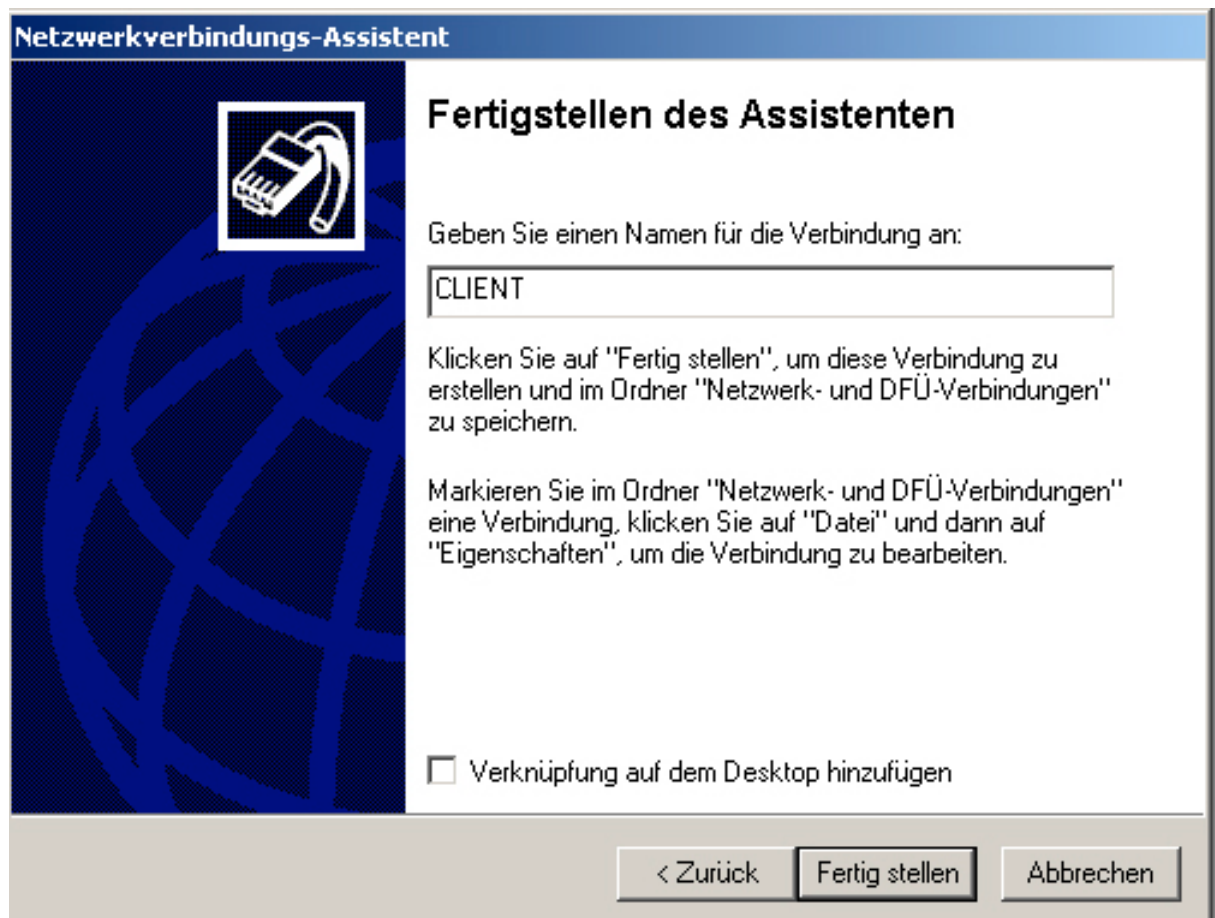 Netzwerkverbindungs-Assistent
Fertigstellen des Assistenten
Geben Sie einen Namen für die Verbindung an:
CLIENT
Klicken Sie auf "Fertig stellen", um diese Verbindung zu
erstellen und im Ordner "Netzwerk- und DFÜ-Verbindungen"
zu speichern.
Markieren Sie im Ordner "Netzwerk- und DFÜ-Verbindungen"
eine Verbindung, klicken Sie auf "Datei" und dann auf
"Eigenschaften", um die Verbindung zu bearbeiten.
Verknüpfung auf dem Desktop hinzufügen
< Zurück Fertig stellen Abbrechen